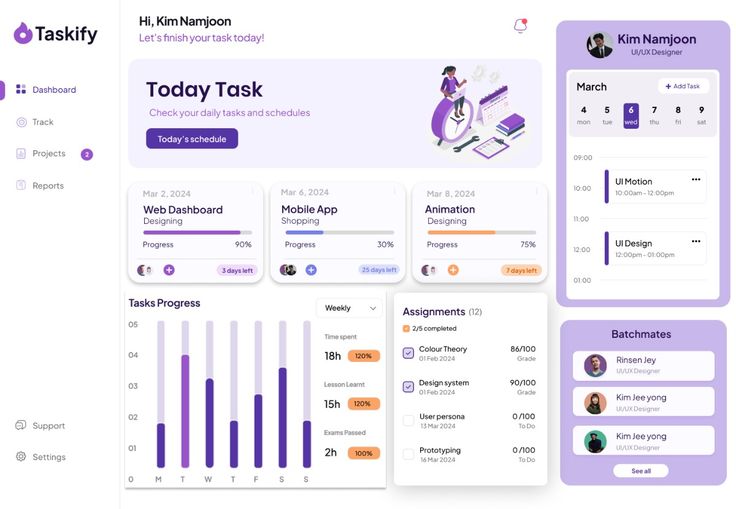 Taskify
Dashboard
Track
Projects
2
Reports
Support
Settings
Hi, Kim Namjoon
Let's finish your task today!
Today Task
Check your daily tasks and schedules
Today's schedule
Mar 2, 2024
Web Dashboard
Designing
Progress 90%
3 days left
Mar 6, 2024
Mobile App
Shopping
Progress 30%
25 days left
Mar 8, 2024
Animation
Designing
Progress 75%
7 days left
Tasks Progress
Weekly
05
04
03
02
01
0
M T W T F S S
Time spent
18h 120%
Lesson Learnt
15h 120%
Exams Passed
2h 100%
Assignments (12)
2/5 completed
Colour Theory 86/100
01 Feb 2024 Grade
Design system 90/100
01 Feb 2024 Grade
User persona 0/100
13 Mar 2024 To Do
Prototyping 0/100
16 Mar 2024 To Do
Kim Namjoon
UI/UX Designer
March
+ Add Task
4 5 6 7 8 9
mon tue wed thu fri sat
09:00
10:00
UI Motion
10:00am - 12:00pm
11:00
12:00
UI Design
12:00pm - 01:00pm
01:00
Batchmates
Rinsen Jey
UI/UX Designer
Kim Jee yong
UI/UX Designer
Kim Jee yong
UI/UX Designer
See all